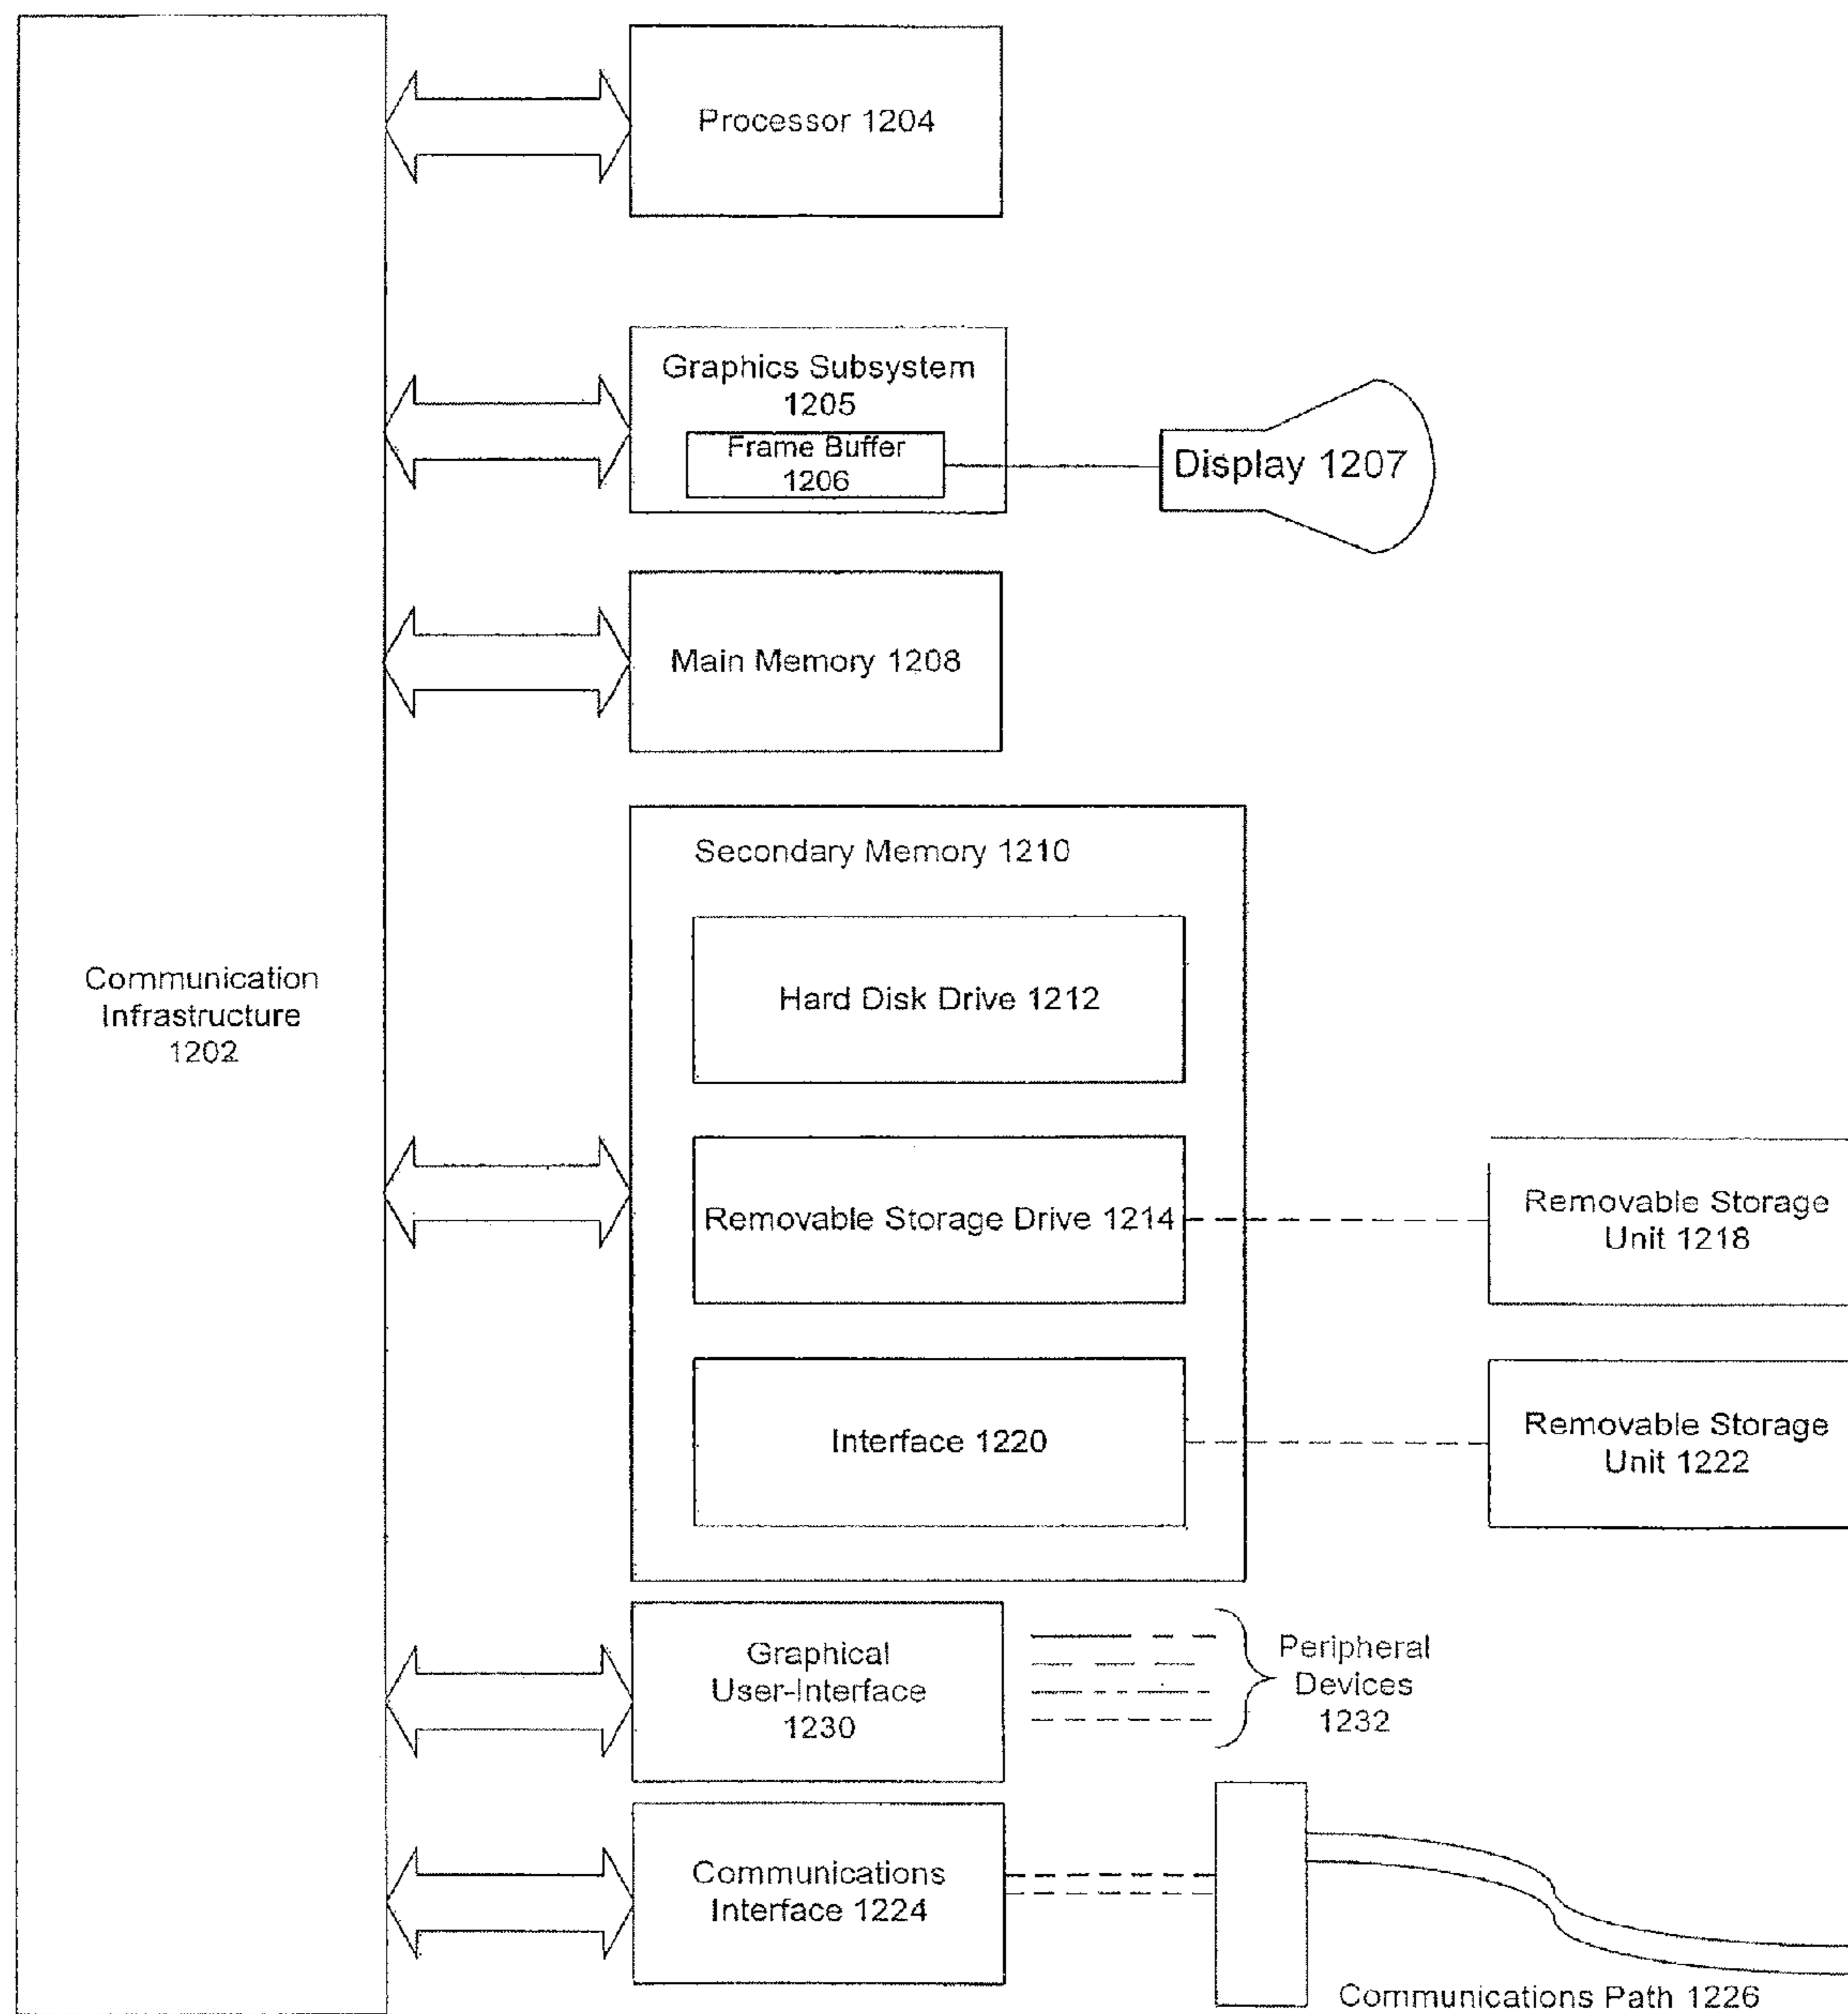 Processor 1204
Graphics Subsystem
1205
Frame Buffer
1206
Display 1207
Main Memory 1208
Secondary Memory 1210
Communication
Infrastructure
1202
Hard Disk Drive 1212
Removable Storage Drive 1214
Removable Storage
Unit 1218
Interface 1220
Removable Storage
Unit 1222
Graphical
User-Interface
1230
Peripheral
Devices
1232
Communications
Interface 1224
Communications Path 1226